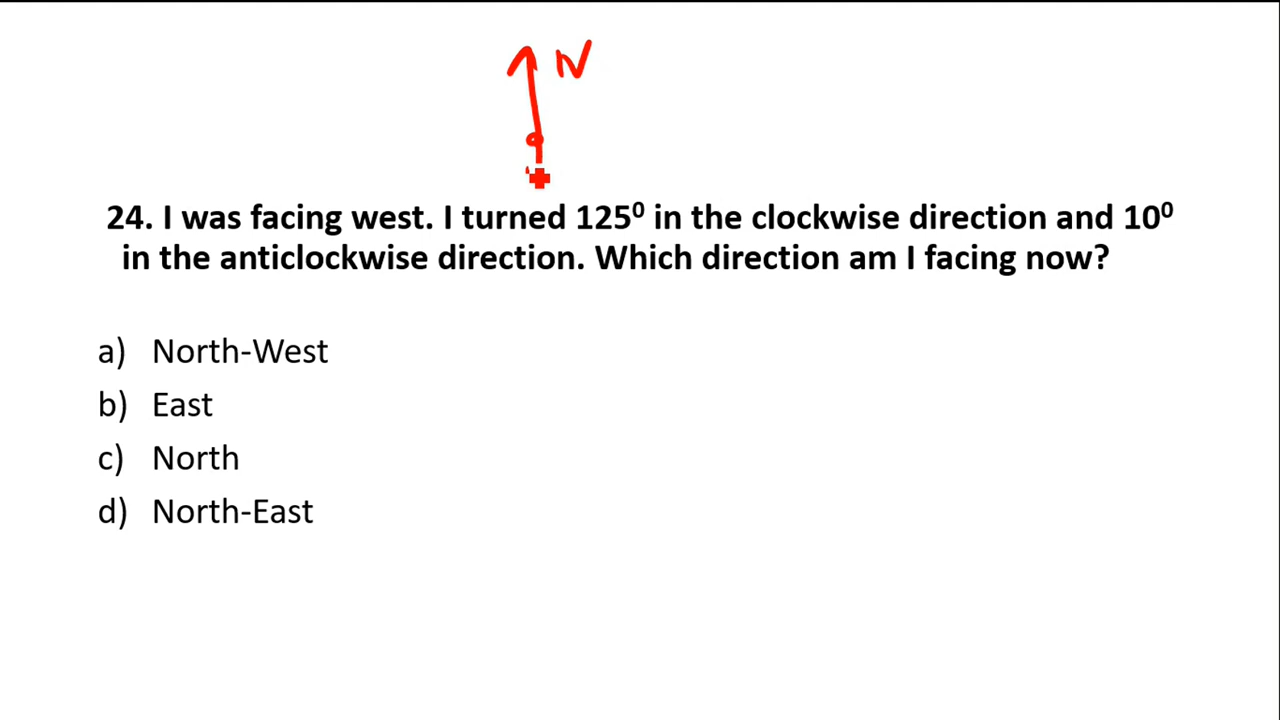 N
24. I was facing west. I turned 125⁰ in the clockwise direction and 10⁰
in the anticlockwise direction. Which direction am I facing now?
a) North-West
b) East
c) North
d) North-East